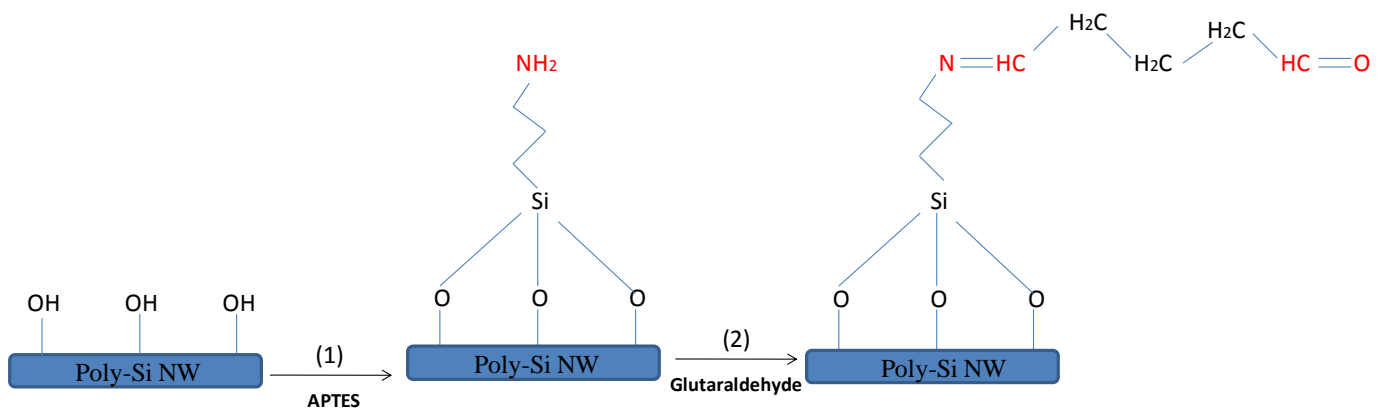 H₂C H₂C
NH₂ N HC H₂C HC O
Si Si
OH OH OH O O O O O O
(1) (2)
Poly-Si NW Poly-Si NW Poly-Si NW
APTES Glutaraldehyde